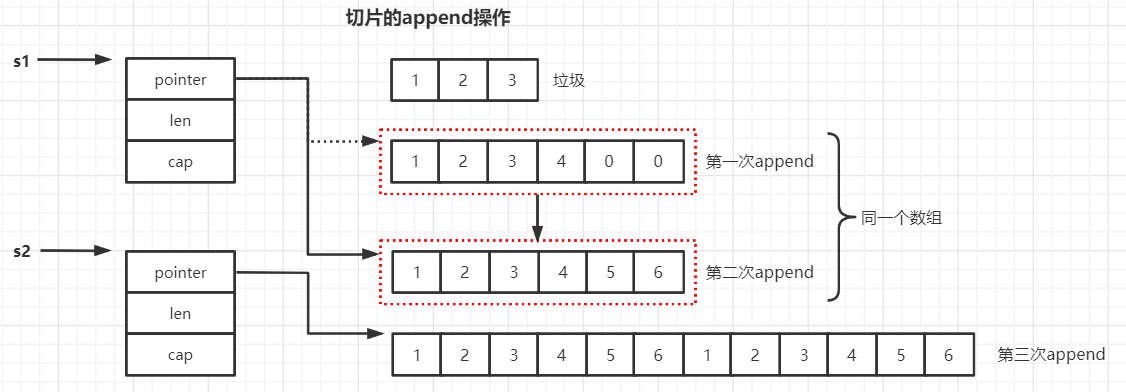 切片的append操作
s1
pointer
len
cap
1 2 3 垃圾
1 2 3 4 0 0 第一次append
同一个数组
s2
pointer
len
cap
1 2 3 4 5 6 第二次append
1 2 3 4 5 6 1 2 3 4 5 6 第三次append